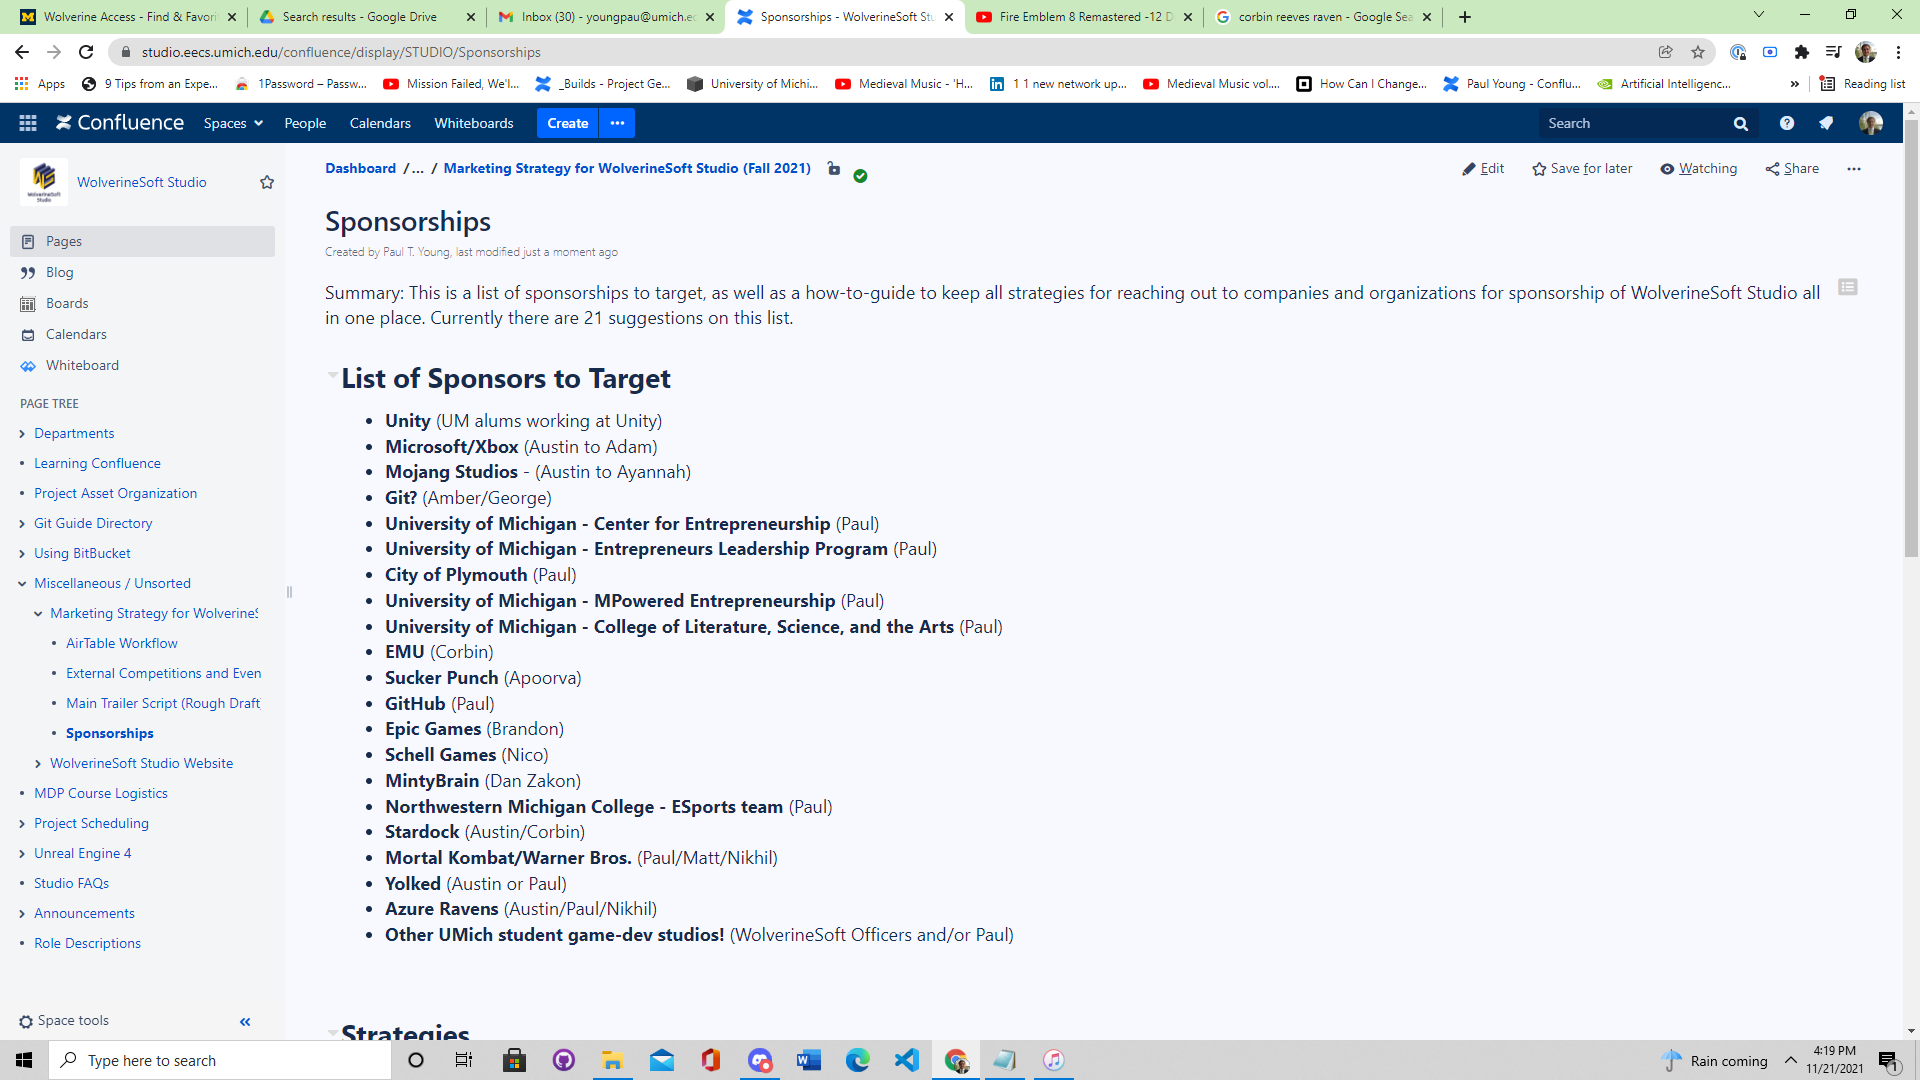 Wolverine Access - Find & Favori
Search results - Google Drive
Inbox (30) - youngpau@umich.ed
Sponsorships - WolverineSoft Stu
Fire Emblem 8 Remastered -12 D
corbin reeves raven - Google Sea
studio.eecs.umich.edu/confluence/display/STUDIO/Sponsorships
Apps
9 Tips from an Expe...
1Password – Passw...
Mission Failed, We'l...
_Builds - Project Ge...
University of Michi...
Medieval Music - 'H...
1 1 new network up...
Medieval Music vol....
How Can I Change...
Paul Young - Conflu...
Artificial Intelligenc...
»
Reading list
Confluence
Spaces
People
Calendars
Whiteboards
Create
Search
WolverineSoft Studio
WolverineSoft Studio
Pages
Blog
Boards
Calendars
Whiteboard
PAGE TREE
Departments
Learning Confluence
Project Asset Organization
Git Guide Directory
Using BitBucket
Miscellaneous / Unsorted
Marketing Strategy for WolverineS
AirTable Workflow
External Competitions and Even
Main Trailer Script (Rough Draft)
Sponsorships
WolverineSoft Studio Website
MDP Course Logistics
Project Scheduling
Unreal Engine 4
Studio FAQs
Announcements
Role Descriptions
Space tools
Dashboard /... / Marketing Strategy for WolverineSoft Studio (Fall 2021)
Edit
Save for later
Watching
Share
Sponsorships
Created by Paul T. Young, last modified just a moment ago
Summary: This is a list of sponsorships to target, as well as a how-to-guide to keep all strategies for reaching out to companies and organizations for sponsorship of WolverineSoft Studio all
in one place. Currently there are 21 suggestions on this list.
List of Sponsors to Target
• Unity (UM alums working at Unity)
• Microsoft/Xbox (Austin to Adam)
• Mojang Studios - (Austin to Ayannah)
• Git? (Amber/George)
• University of Michigan - Center for Entrepreneurship (Paul)
• University of Michigan - Entrepreneurs Leadership Program (Paul)
• City of Plymouth (Paul)
• University of Michigan - MPowered Entrepreneurship (Paul)
• University of Michigan - College of Literature, Science, and the Arts (Paul)
• EMU (Corbin)
• Sucker Punch (Apoorva)
• GitHub (Paul)
• Epic Games (Brandon)
• Schell Games (Nico)
• MintyBrain (Dan Zakon)
• Northwestern Michigan College - ESports team (Paul)
• Stardock (Austin/Corbin)
• Mortal Kombat/Warner Bros. (Paul/Matt/Nikhil)
• Yolked (Austin or Paul)
• Azure Ravens (Austin/Paul/Nikhil)
• Other UMich student game-dev studios! (WolverineSoft Officers and/or Paul)
Strategies
Type here to search
Rain coming
4:19 PM
11/21/2021
1